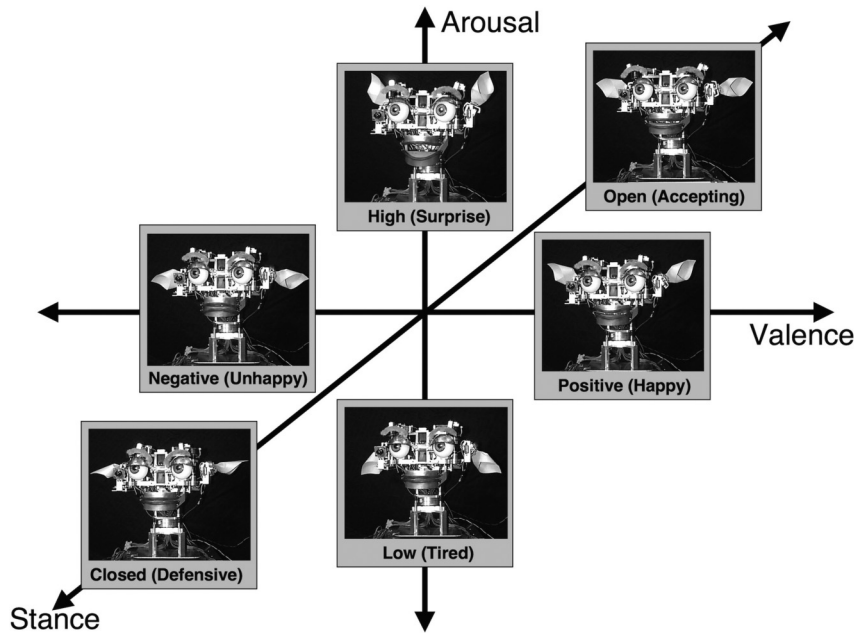 Arousal
High (Surprise)
Open (Accepting)
Negative (Unhappy)
Positive (Happy)
Valence
Closed (Defensive)
Low (Tired)
Stance